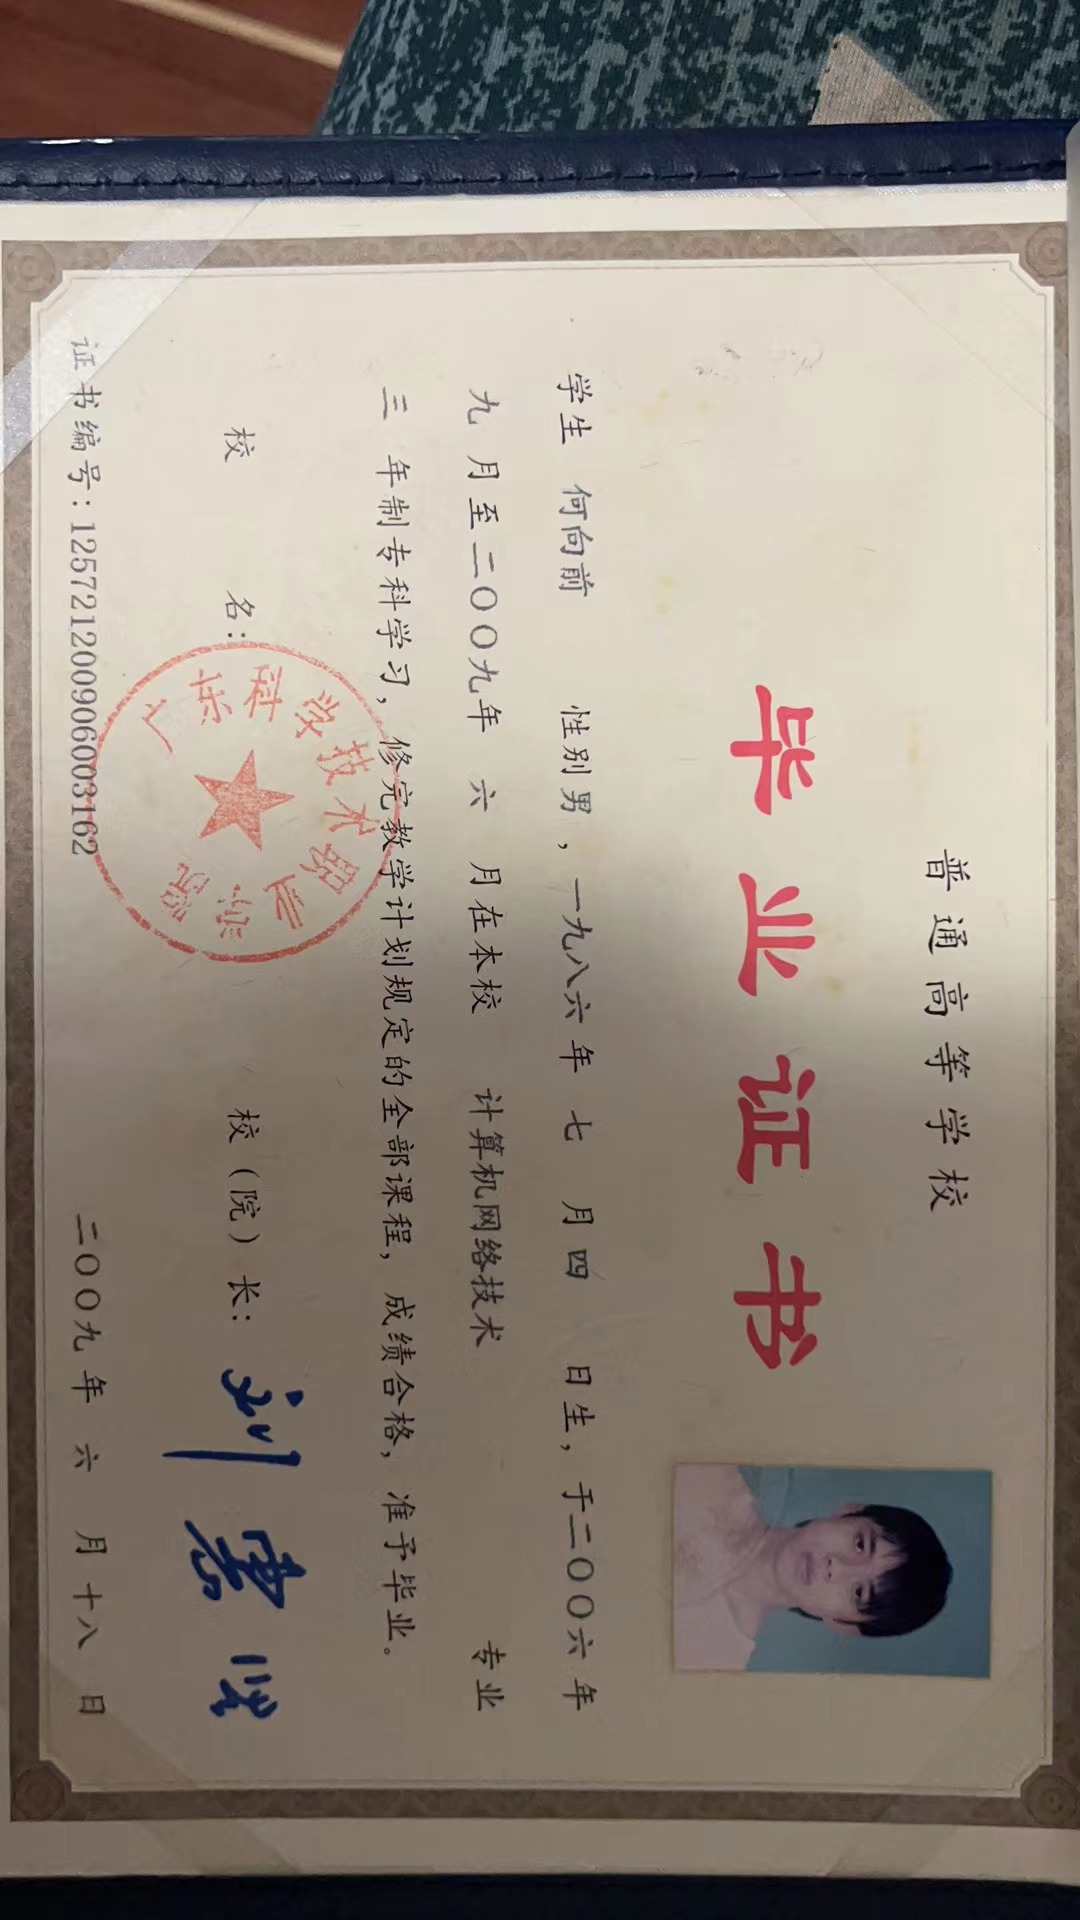 普通高等学校
毕业证书
学生 何向前 性别男，一九八六年 七 月四 日生，于二〇〇六年
九 月至二〇〇九年 六 月在本校 计算机网络技术 专业
三 年制专科学习，修完教学计划规定的全部课程，成绩合格，准予毕业。
校 名： 校（院）长：
广东科学技术职业学院
证书编号：125721200906003162 二〇〇九年 六 月十八 日